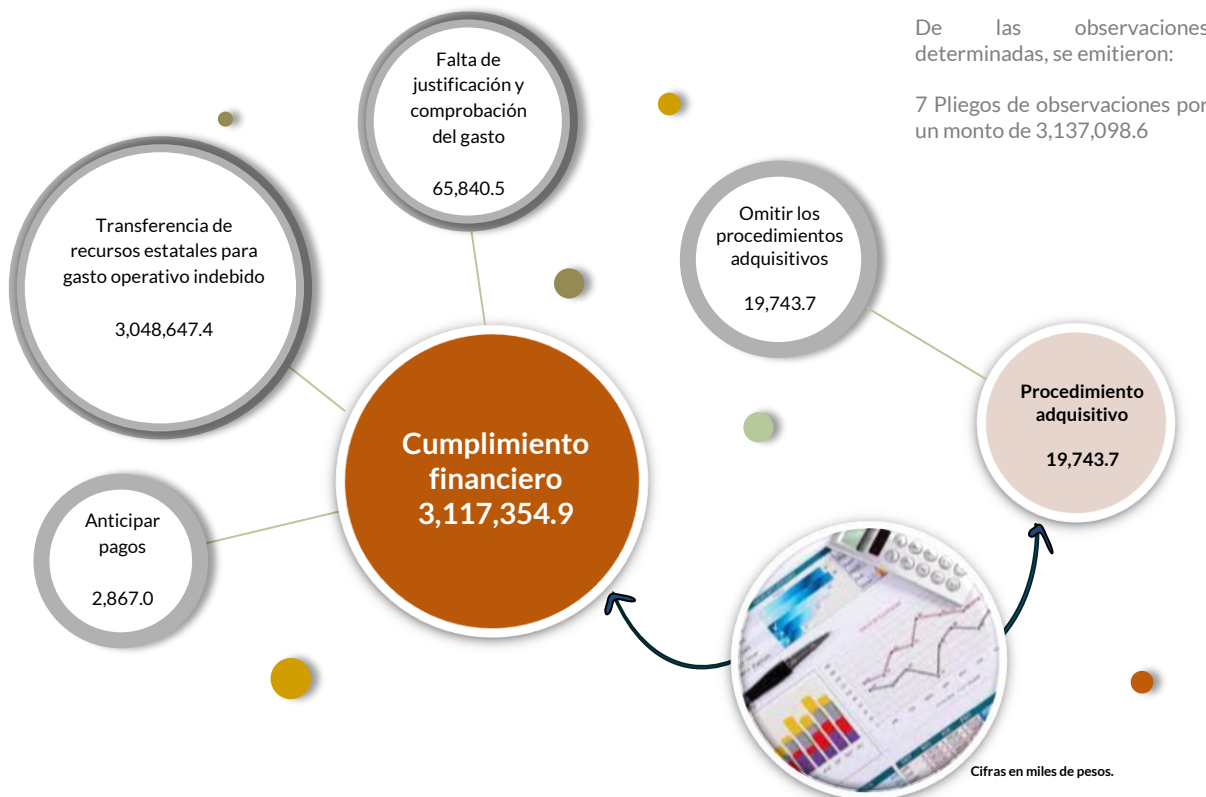 De las observaciones
determinadas, se emitieron:
7 Pliegos de observaciones por
un monto de 3,137,098.6
Falta de
justificación y
comprobación
del gasto
65,840.5
Transferencia de
recursos estatales para
gasto operativo indebido
3,048,647.4
Omitir los
procedimientos
adquisitivos
19,743.7
Procedimiento
adquisitivo
19,743.7
Cumplimiento
financiero
3,117,354.9
Anticipar
pagos
2,867.0
Cifras en miles de pesos.